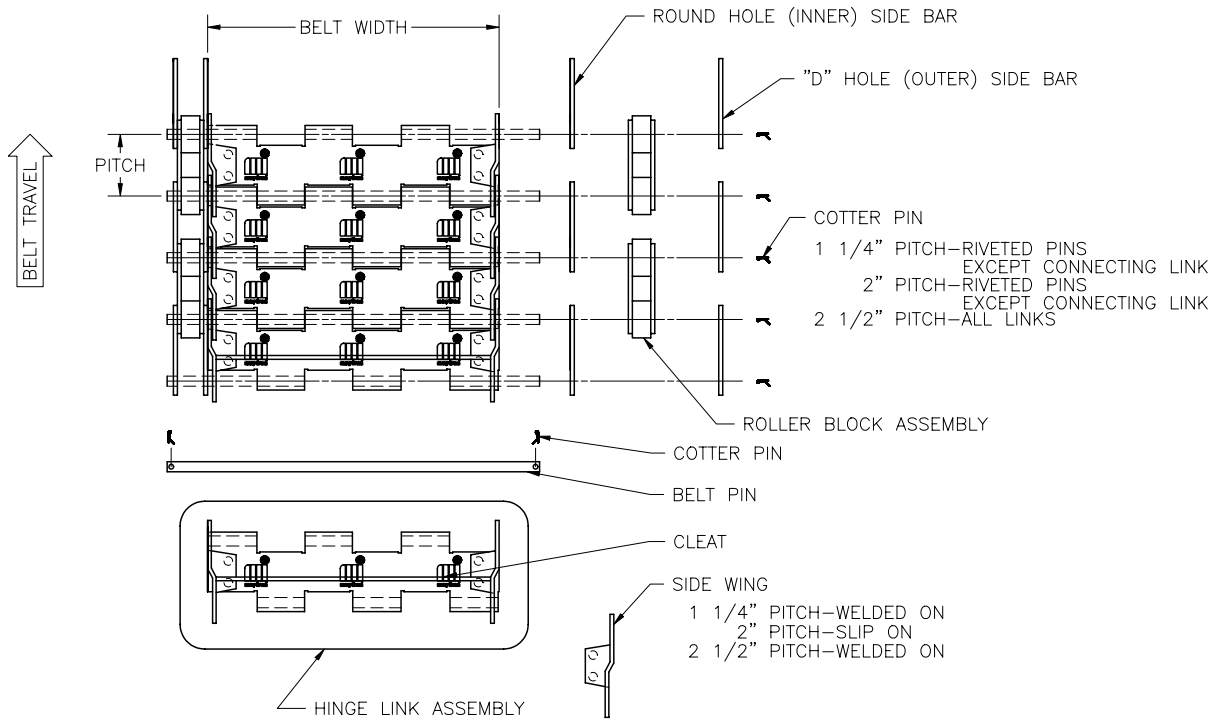 BELT WIDTH
ROUND HOLE (INNER) SIDE BAR
"D" HOLE (OUTER) SIDE BAR
PITCH
BELT TRAVEL
COTTER PIN
1 1/4" PITCH-RIVETED PINS
EXCEPT CONNECTING LINK
2" PITCH-RIVETED PINS
EXCEPT CONNECTING LINK
2 1/2" PITCH-ALL LINKS
ROLLER BLOCK ASSEMBLY
COTTER PIN
BELT PIN
CLEAT
SIDE WING
1 1/4" PITCH-WELDED ON
2" PITCH-SLIP ON
2 1/2" PITCH-WELDED ON
HINGE LINK ASSEMBLY